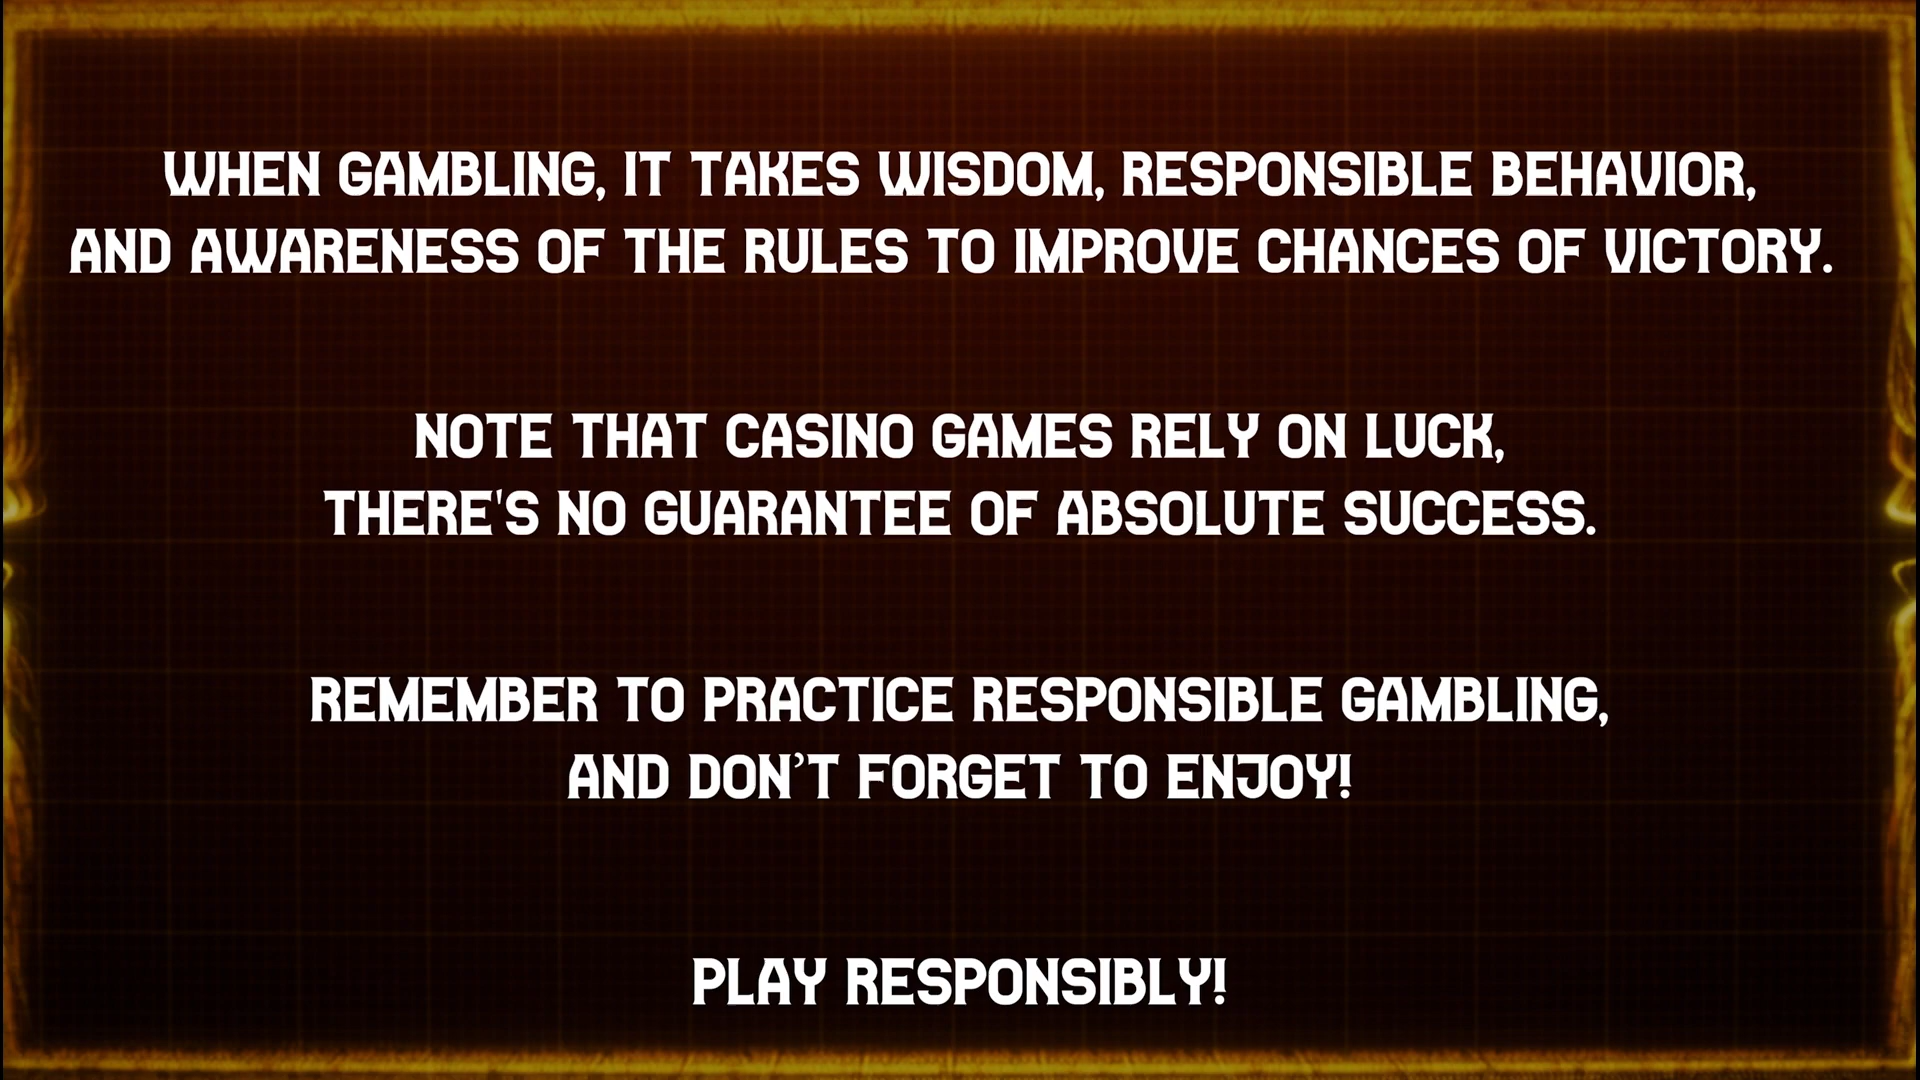 WHEN GAMBLING, IT TAKES WISDOM, RESPONSIBLE BEHAVIOR,
AND AWARENESS OF THE RULES TO IMPROVE CHANCES OF VICTORY.
NOTE THAT CASINO GAMES RELY ON LUCK,
THERE'S NO GUARANTEE OF ABSOLUTE SUCCESS.
REMEMBER TO PRACTICE RESPONSIBLE GAMBLING,
AND DON’T FORGET TO ENJOY!
PLAY RESPONSIBLY!